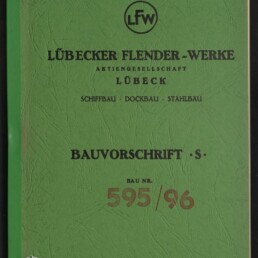 LFW
LÜBECKER FLENDER-WERKE
AKTIENGESELLSCHAFT
LÜBECK
SCHIFFBAU · DOCKBAU · STAHLBAU
BAUVORSCHRIFT ·S·
BAU NR.
595/96